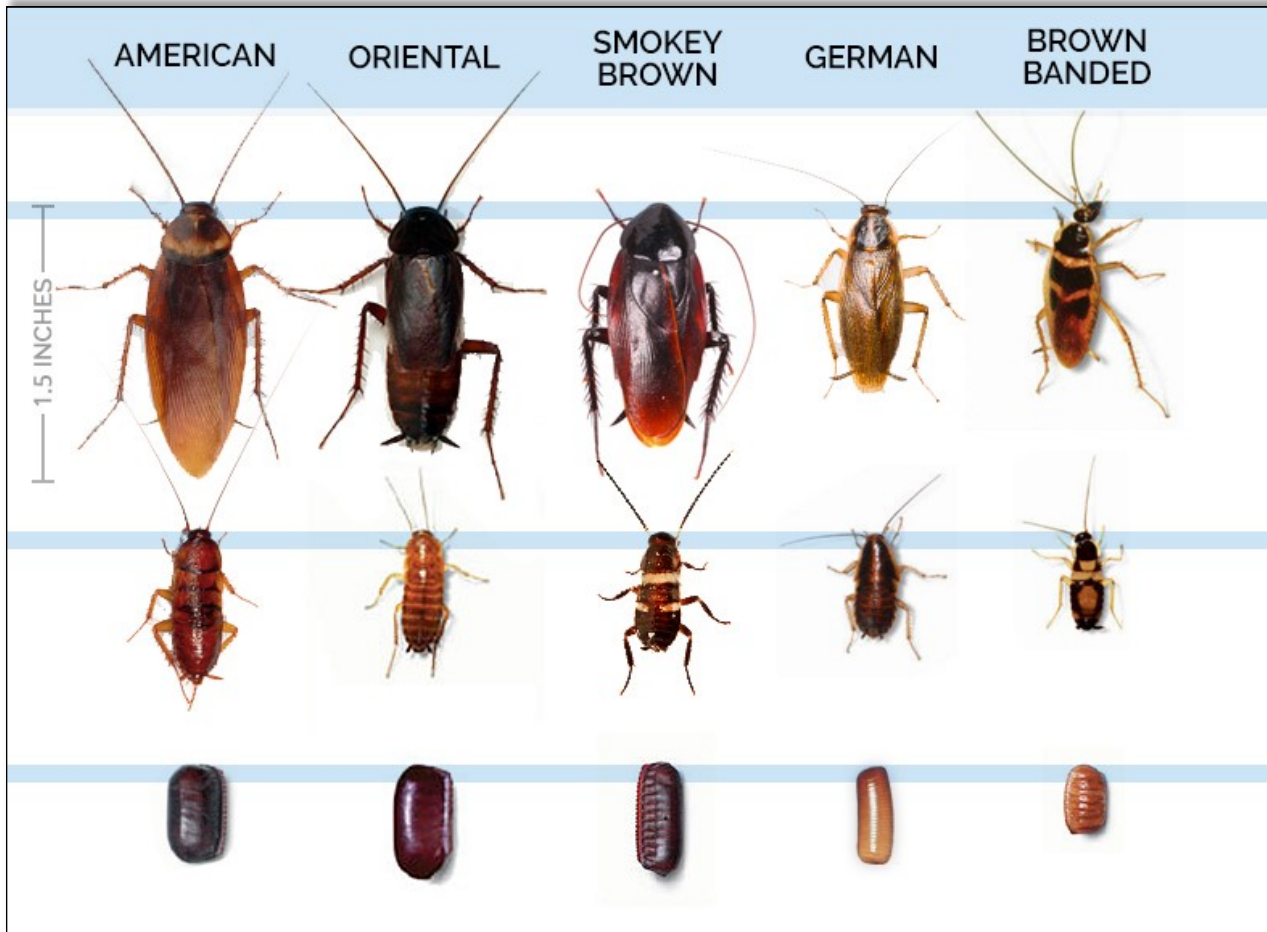 AMERICAN
ORIENTAL
SMOKEY
BROWN
GERMAN
BROWN
BANDED
1.5 INCHES